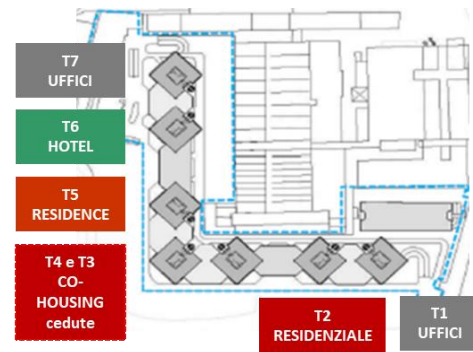 T7
UFFICI
T6
HOTEL
T5
RESIDENCE
T4 e T3
CO-
HOUSING
cedute
T2
RESIDENZIALE
T1
UFFICI